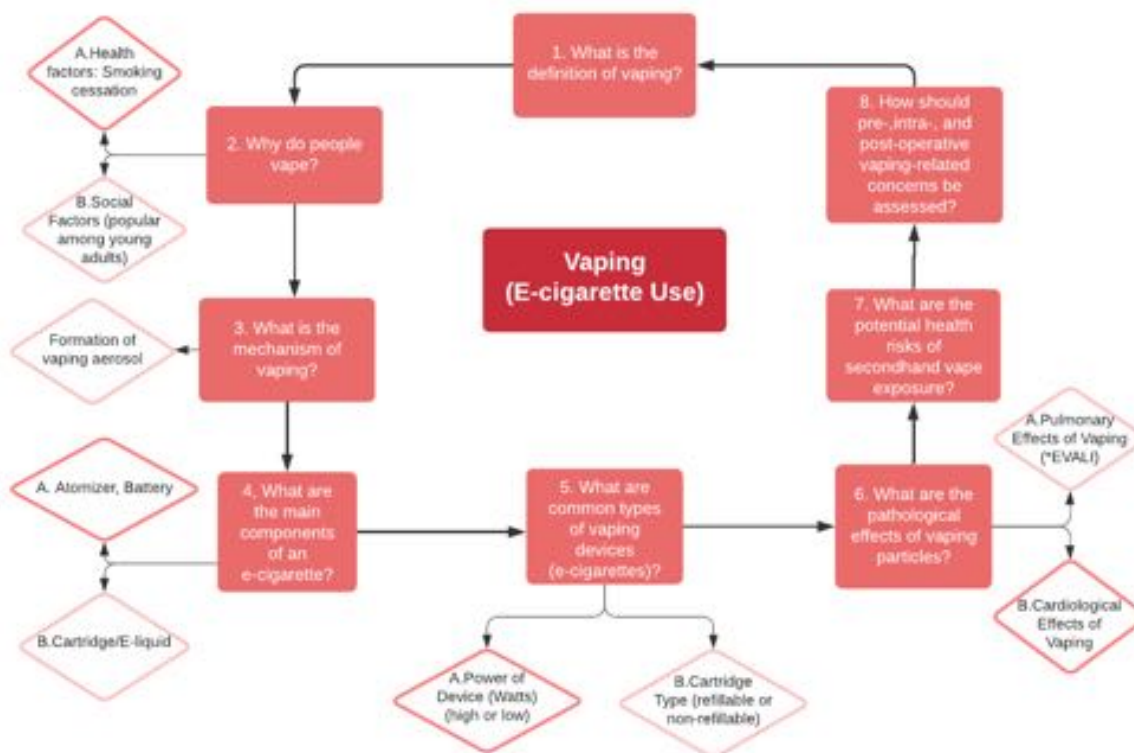 1. What is the
definition of vaping?
A.Health
factors: Smoking
cessation
2. Why do people
vape?
B.Social
Factors (popular
among young
adults)
3. What is the
mechanism of
vaping?
Formation of
vaping aerosol
4, What are
the main
components
of an
e-cigarette?
A. Atomizer, Battery
B.Cartridge/E-liquid
5. What are
common types
of vaping
devices
(e-cigarettes)?
A.Power of
Device (Watts)
(high or low)
B.Cartridge
Type (refillable or
non-refillable)
6. What are the
pathological
effects of vaping
particles?
A.Pulmonary
Effects of Vaping
(*EVALI)
B.Cardiological
Effects of
Vaping
7. What are the
potential health
risks of
secondhand vape
exposure?
8. How should
pre-,intra-, and
post-operative
vaping-related
concerns be
assessed?
Vaping
(E-cigarette Use)